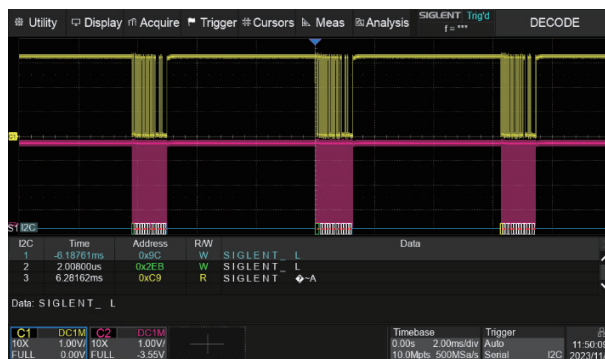 Utility Display Acquire Trigger Cursors Meas Analysis SIGLENT Trig'd DECODE
f = ***
C1
S1 I2C
I2C Time Address R/W Data
1 -6.18761ms 0x9C W SIGLENT_ L
2 2.00800us 0x2EB W SIGLENT_ L
3 6.28162ms 0xC9 R SIGLENT �~A
Data: SIGLENT_ L
C1 DC1M C2 DC1M Timebase Trigger
10X 1.00V/ 10X 1.00V/ 0.00s 2.00ms/div Auto 11:50:09
FULL 0.00V FULL -3.55V 10.0Mpts 500MSa/s Serial I2C